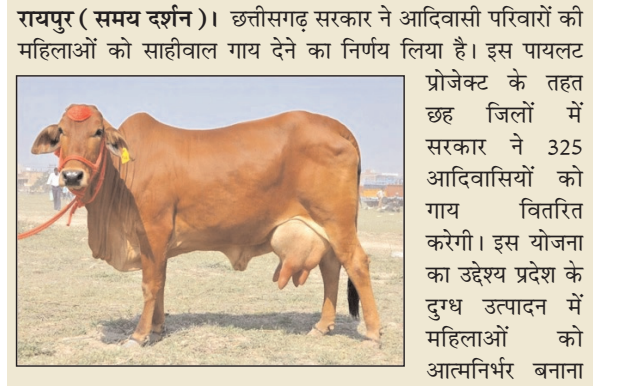 रायपुर ( समय दर्शन )। छत्तीसगढ़ सरकार ने आदिवासी परिवारों की
महिलाओं को साहीवाल गाय देने का निर्णय लिया है। इस पायलट
प्रोजेक्ट के तहत
छह जिलों में
सरकार ने 325
आदिवासियों को
गाय वितरित
करेगी। इस योजना
का उद्देश्य प्रदेश के
दुग्ध उत्पादन में
महिलाओं को
आत्मनिर्भर बनाना